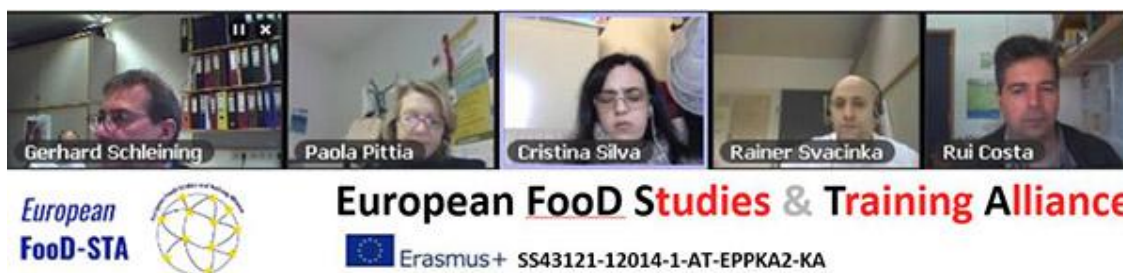 Gerhard Schleining
Paola Pittia
Cristina Silva
Rainer Svacinka
Rui Costa
European
FooD-STA
European FooD Studies & Training Alliance
Erasmus+ SS43121-12014-1-AT-EPPKA2-KA